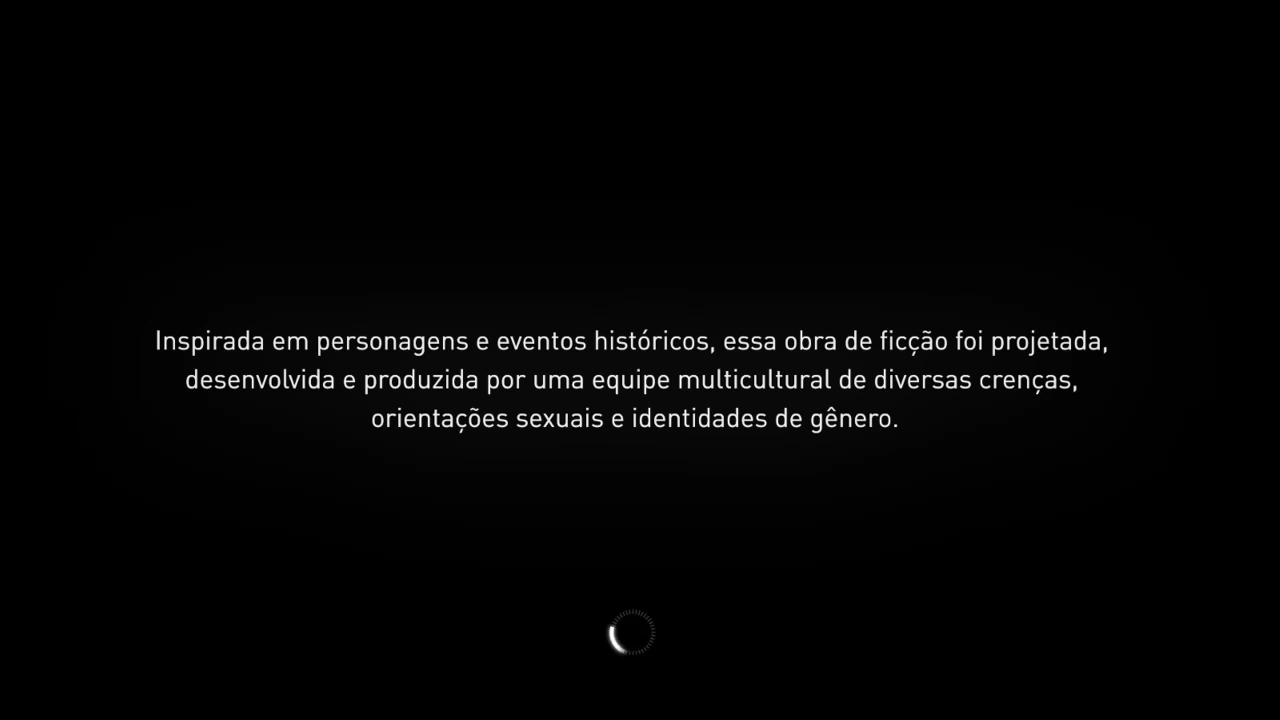 Inspirada em personagens e eventos históricos, essa obra de ficção foi projetada,
desenvolvida e produzida por uma equipe multicultural de diversas crenças,
orientações sexuais e identidades de gênero.